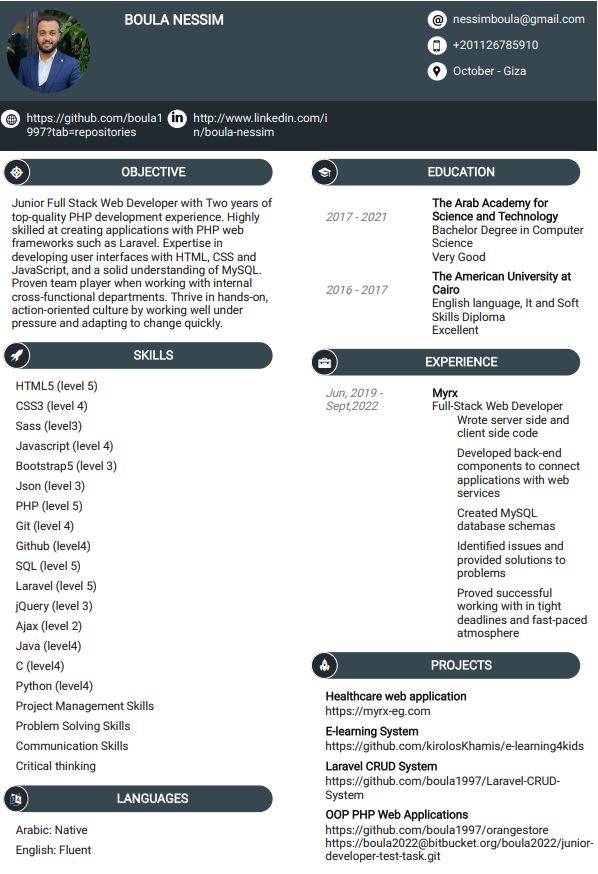 BOULA NESSIM
nessimboula@gmail.com
+201126785910
October - Giza
https://github.com/boula1
997?tab=repositories
http://www.linkedin.com/i
n/boula-nessim
OBJECTIVE
Junior Full Stack Web Developer with Two years of
top-quality PHP development experience. Highly
skilled at creating applications with PHP web
frameworks such as Laravel. Expertise in
developing user interfaces with HTML, CSS and
JavaScript, and a solid understanding of MySQL.
Proven team player when working with internal
cross-functional departments. Thrive in hands-on,
action-oriented culture by working well under
pressure and adapting to change quickly.
SKILLS
HTML5 (level 5)
CSS3 (level 4)
Sass (level3)
Javascript (level 4)
Bootstrap5 (level 3)
Json (level 3)
PHP (level 5)
Git (level 4)
Github (level4)
SQL (level 5)
Laravel (level 5)
jQuery (level 3)
Ajax (level 2)
Java (level4)
C (level4)
Python (level4)
Project Management Skills
Problem Solving Skills
Communication Skills
Critical thinking
LANGUAGES
Arabic: Native
English: Fluent
EDUCATION
2017 - 2021
The Arab Academy for
Science and Technology
Bachelor Degree in Computer
Science
Very Good
2016 - 2017
The American University at
Cairo
English language, It and Soft
Skills Diploma
Excellent
EXPERIENCE
Jun, 2019 -
Sept,2022
Myrx
Full-Stack Web Developer
Wrote server side and
client side code
Developed back-end
components to connect
applications with web
services
Created MySQL
database schemas
Identified issues and
provided solutions to
problems
Proved successful
working with in tight
deadlines and fast-paced
atmosphere
PROJECTS
Healthcare web application
https://myrx-eg.com
E-learning System
https://github.com/kirolosKhamis/e-learning4kids
Laravel CRUD System
https://github.com/boula1997/Laravel-CRUD-
System
OOP PHP Web Applications
https://github.com/boula1997/orangestore
https://boula2022@bitbucket.org/boula2022/junior-
developer-test-task.git